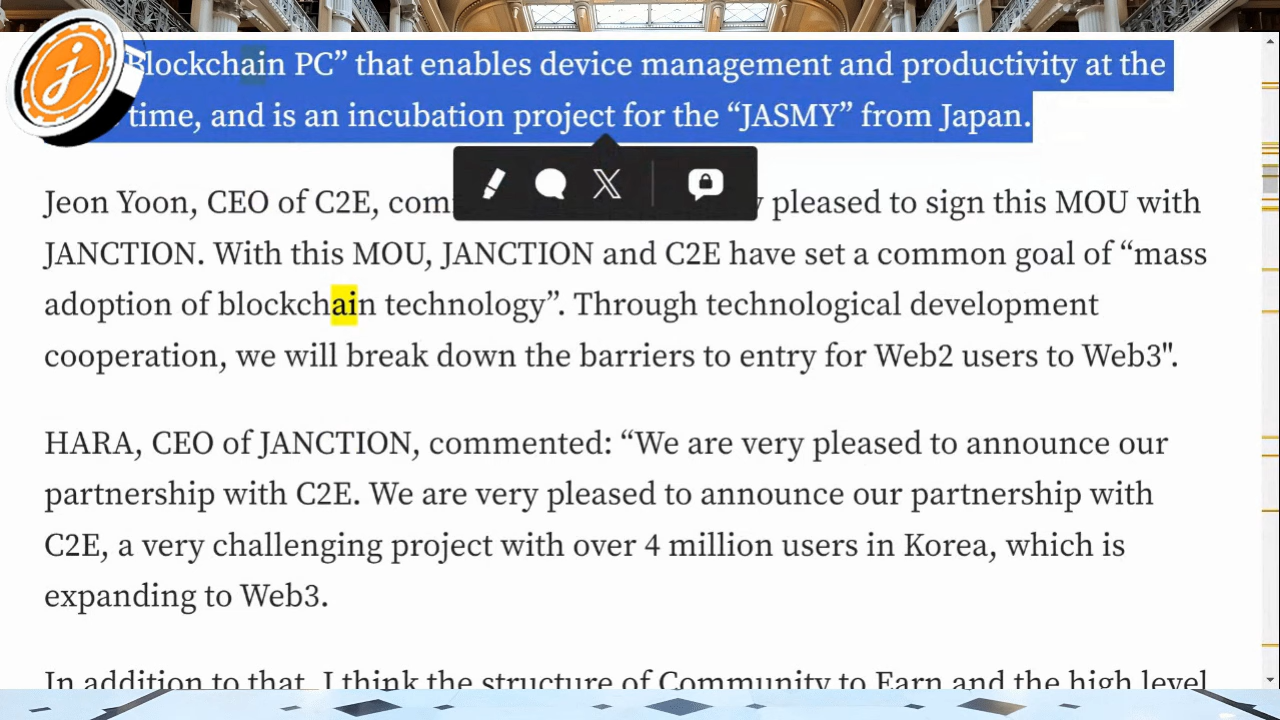 Blockchain PC” that enables device management and productivity at the
time, and is an incubation project for the “JASMY” from Japan.
Jeon Yoon, CEO of C2E, pleased to sign this MOU with
JANCTION. With this MOU, JANCTION and C2E have set a common goal of “mass
adoption of blockchain technology”. Through technological development
cooperation, we will break down the barriers to entry for Web2 users to Web3".
HARA, CEO of JANCTION, commented: “We are very pleased to announce our
partnership with C2E. We are very pleased to announce our partnership with
C2E, a very challenging project with over 4 million users in Korea, which is
expanding to Web3.
In addition to that, I think the structure of Community to Earn and the high level